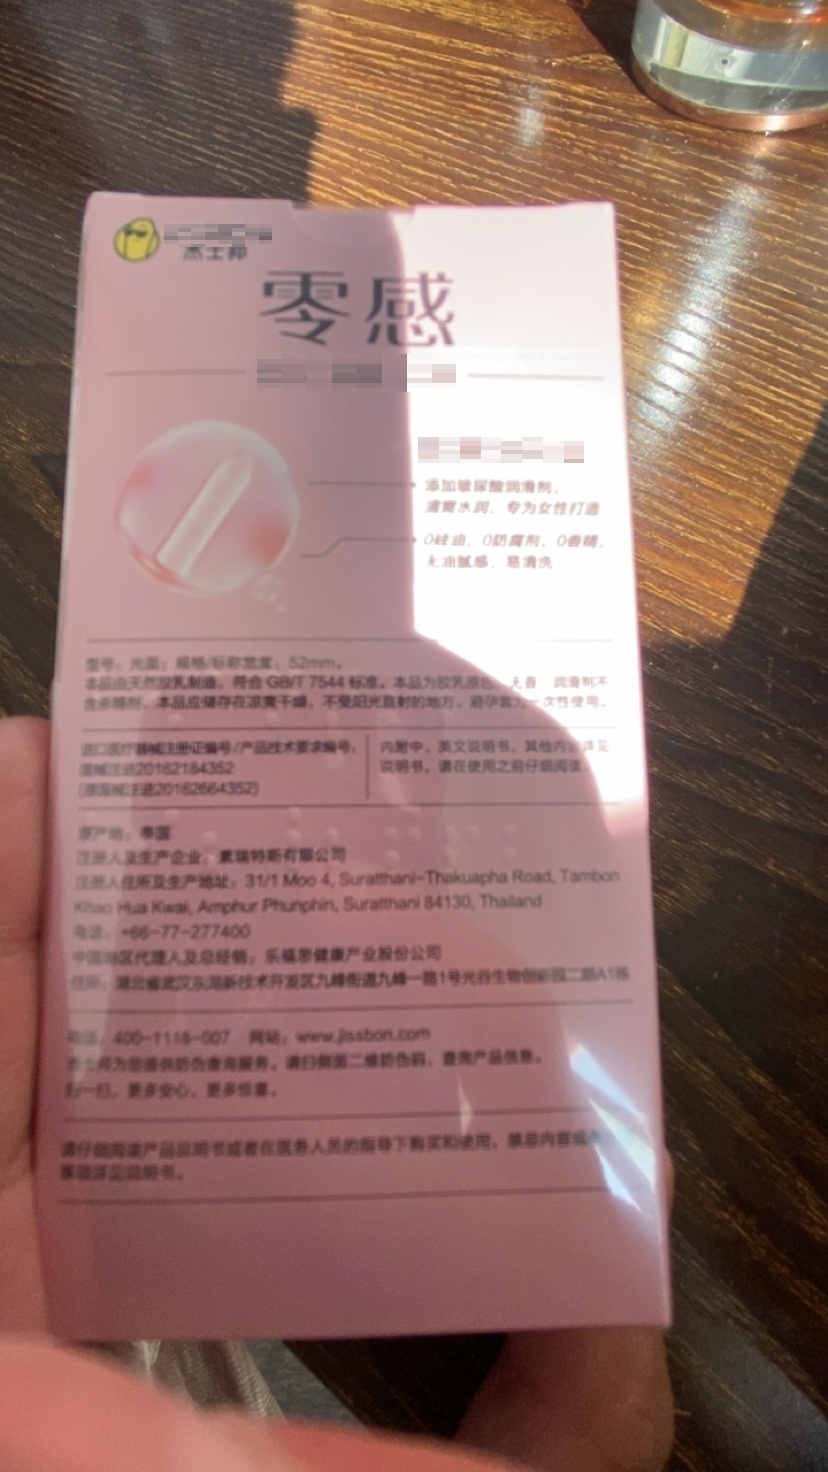 杰士邦
零感
添加玻尿酸润滑剂，
清爽水润，专为女性打造
0硅油，0防腐剂，0香精，
无油腻感，易清洗
型号：光面；规格/标称宽度：52mm。
本品由天然胶乳制造，符合 GB/T 7544 标准。本品为胶乳原色、无香 润滑剂不
含杀精剂。本品应储存在凉爽干燥，不受阳光直射的地方。避孕套为一次性使用。
进口医疗器械注册证编号/产品技术要求编号：
国械注进20162184352
(原国械注进20162664352)
内附中、英文说明书，其他内容详见
说明书，请在使用之前仔细阅读。
原产地：泰国
注册人及生产企业：素瑞特斯有限公司
注册人住所及生产地址：31/1 Moo 4, Suratthani-Thakuapha Road, Tambon
Khao Hua Kwai, Amphur Phunphin, Suratthani 84130, Thailand
电话：+66-77-277400
中国地区代理人及总经销：乐福思健康产业股份公司
住所：湖北省武汉东湖新技术开发区九峰街道九峰一路1号光谷生物创新园二期A1栋
电话：400-1116-007 网站：www.jissbon.com
杰士邦为您提供防伪查询服务，请扫侧面二维防伪码，查询产品信息。
扫一扫，更多安心，更多惊喜。
请仔细阅读产品说明书或者在医务人员的指导下购买和使用，禁忌内容或
事项详见说明书。